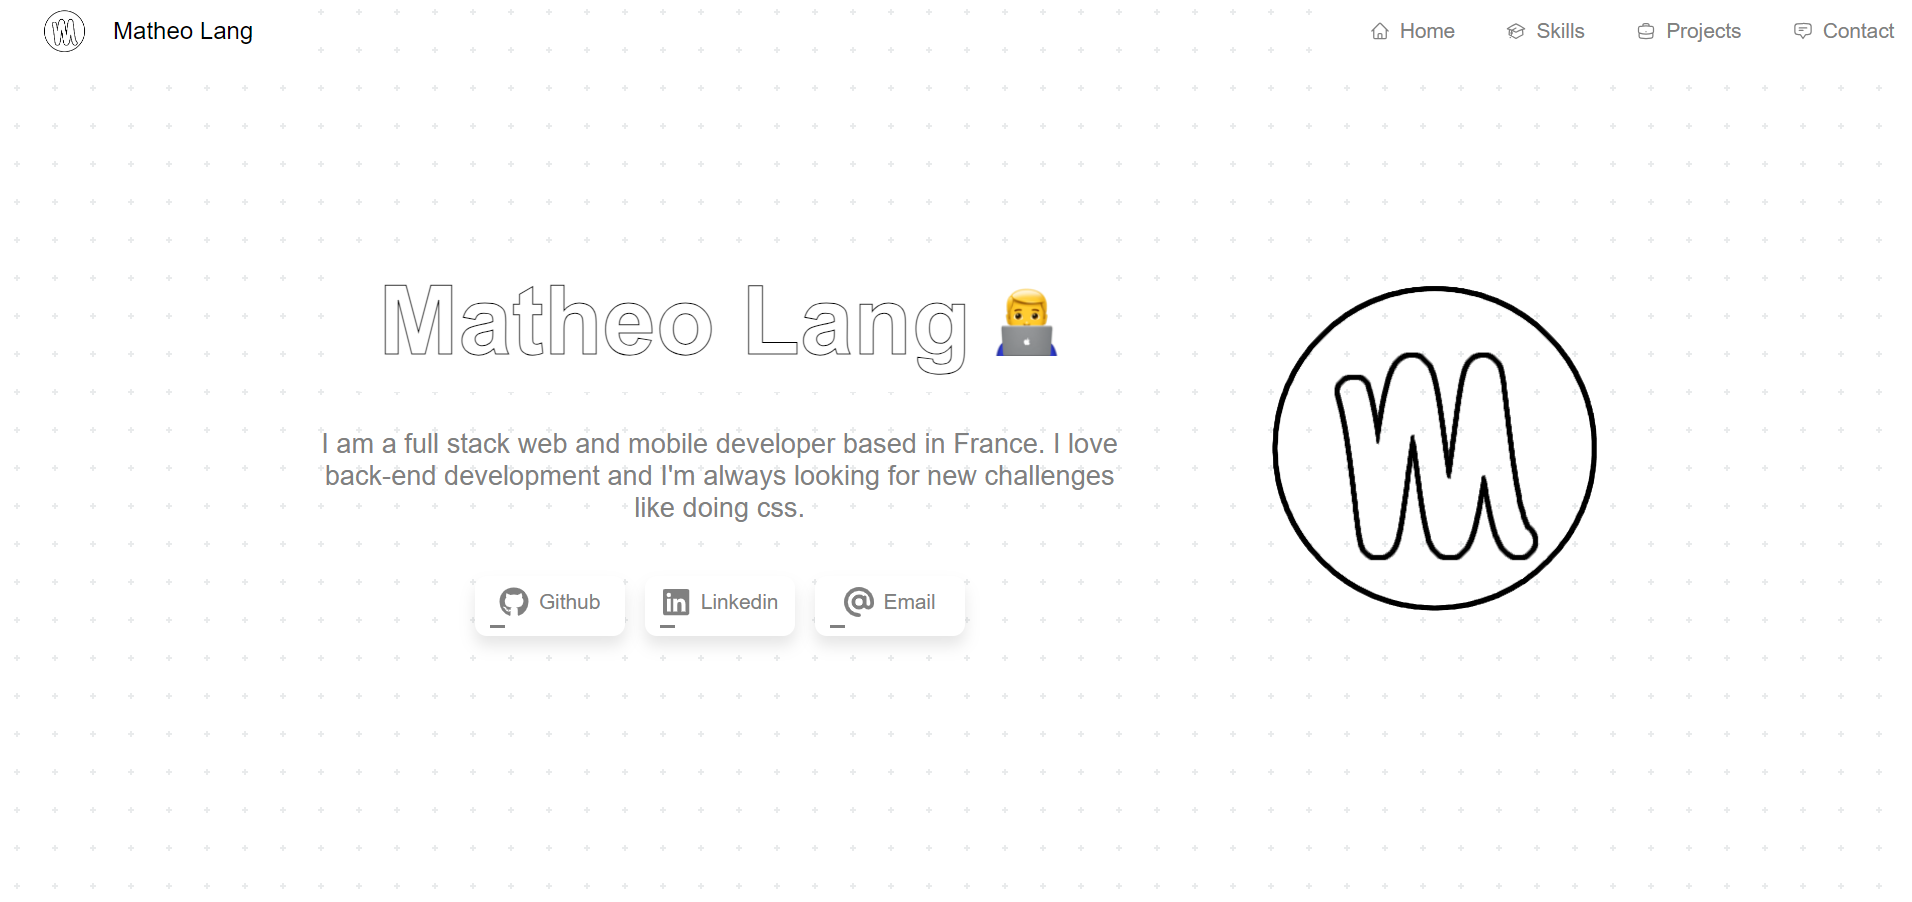 Matheo Lang
Home
Skills
Projects
Contact
Matheo Lang 👨‍💻
I am a full stack web and mobile developer based in France. I love
back-end development and I'm always looking for new challenges
like doing css.
Github
Linkedin
Email